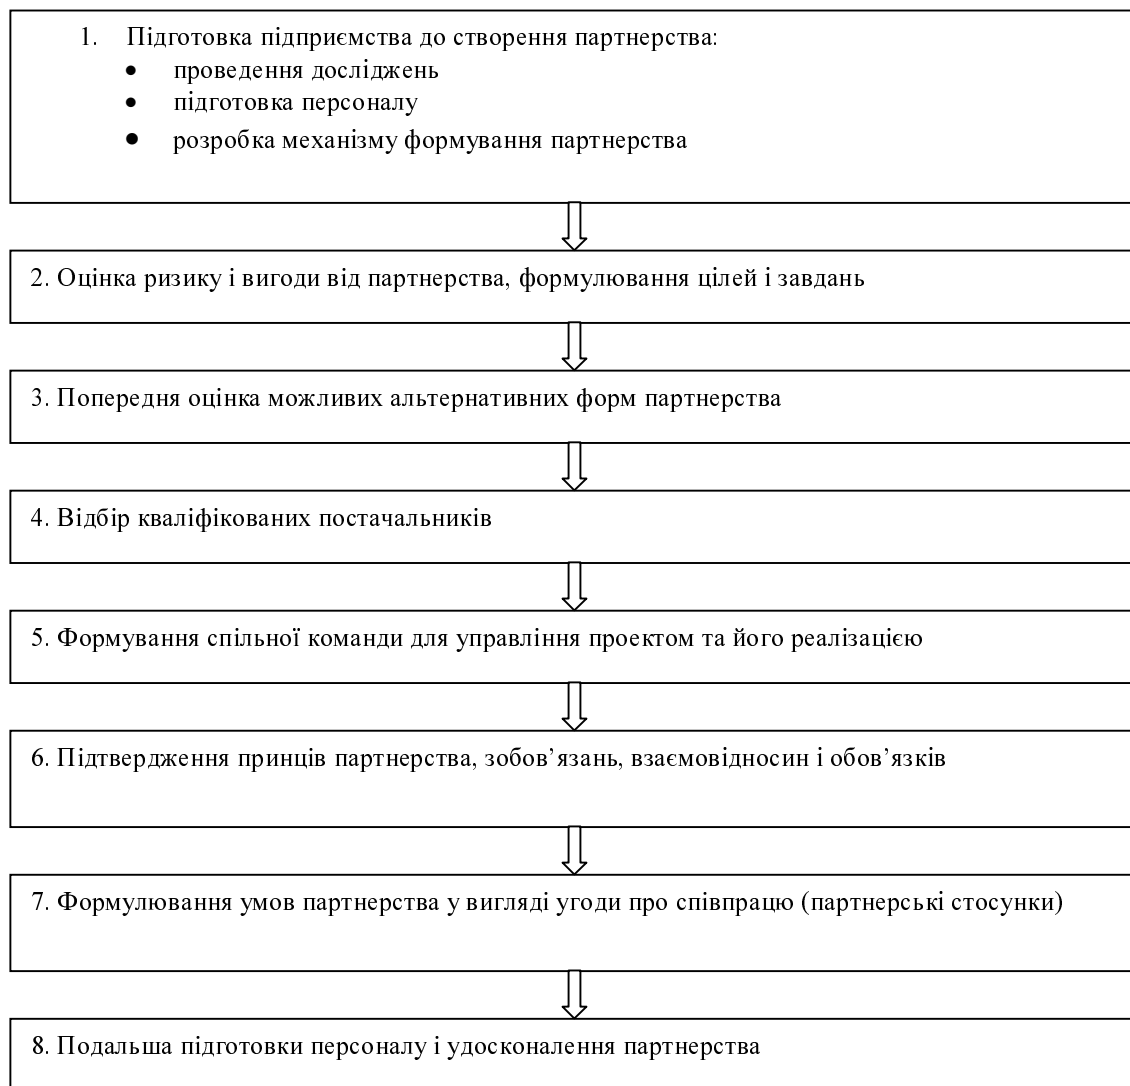 1. Підготовка підприємства до створення партнерства:
• проведення досліджень
• підготовка персоналу
• розробка механізму формування партнерства
2. Оцінка ризику і вигоди від партнерства, формулювання цілей і завдань
3. Попередня оцінка можливих альтернативних форм партнерства
4. Відбір кваліфікованих постачальників
5. Формування спільної команди для управління проектом та його реалізацією
6. Підтвердження принців партнерства, зобов’язань, взаємовідносин і обов’язків
7. Формулювання умов партнерства у вигляді угоди про співпрацю (партнерські стосунки)
8. Подальша підготовки персоналу і удосконалення партнерства